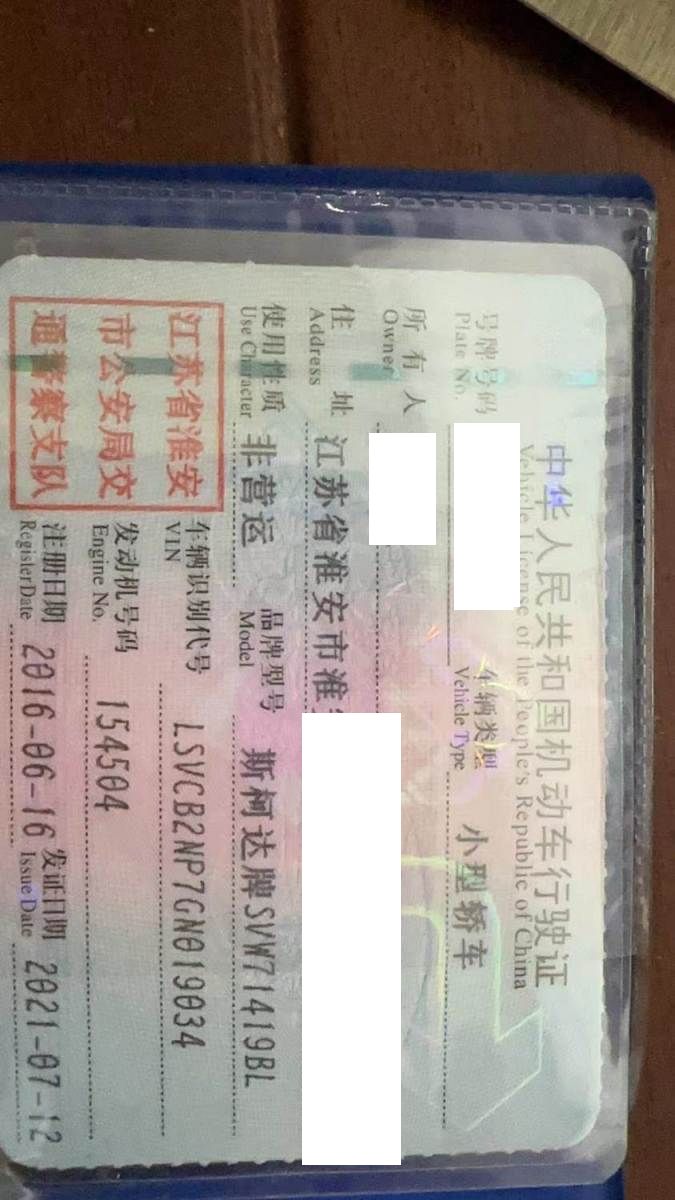 中华人民共和国机动车行驶证
Vehicle License of the People's Republic of China
号牌号码
Plate No.
车辆类型
Vehicle Type
小型轿车
所有人
Owner
住址
Address
江苏省淮安市淮
使用性质
Use Character
非营运
品牌型号
Model
斯柯达牌SVW71419BL
江苏省淮安
市公安局交
通警察支队
车辆识别代号
VIN
LSVCB2NP7GN019034
发动机号码
Engine No.
154504
注册日期
Register Date
2016-06-16
发证日期
Issue Date
2021-07-12